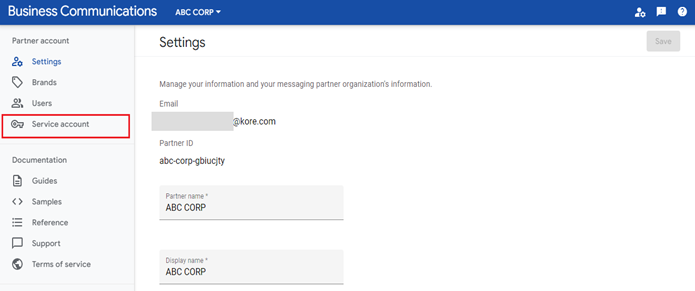 Business Communications
ABC CORP
Partner account
Settings
Brands
Users
Service account
Documentation
Guides
Samples
Reference
Support
Terms of service
Settings
Save
Manage your information and your messaging partner organization's information.
Email
@kore.com
Partner ID
abc-corp-gbiucjty
Partner name *
ABC CORP
Display name *
ABC CORP